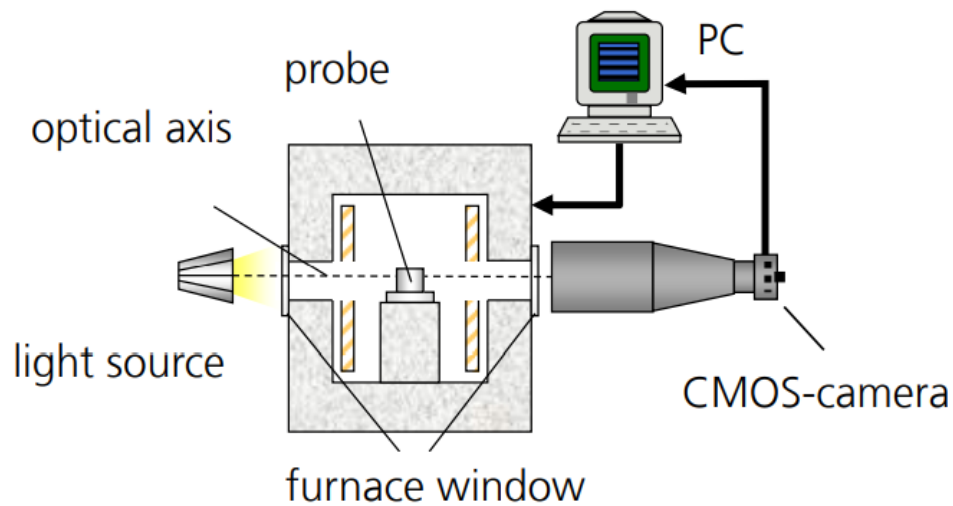 PC
probe
optical axis
light source
CMOS-camera
furnace window